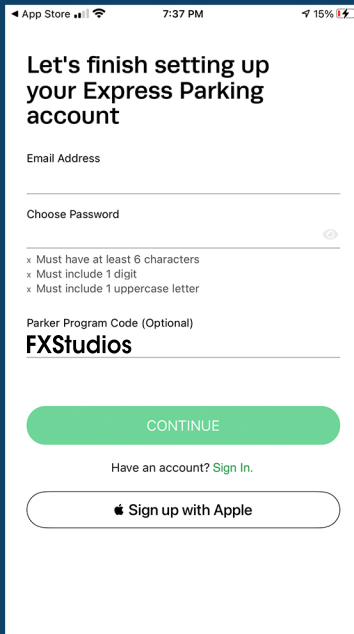 ◀ App Store 7:37 PM 15%
Let's finish setting up
your Express Parking
account
Email Address
Choose Password
x Must have at least 6 characters
x Must include 1 digit
x Must include 1 uppercase letter
Parker Program Code (Optional)
FXStudios
CONTINUE
Have an account? Sign In.
Sign up with Apple